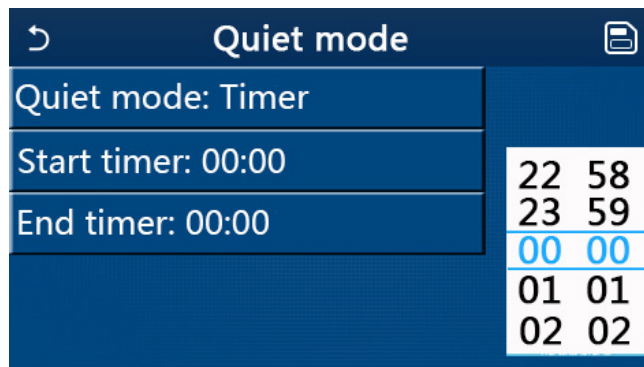 Quiet mode
Quiet mode: Timer
Start timer: 00:00
End timer: 00:00
22 58
23 59
00 00
01 01
02 02